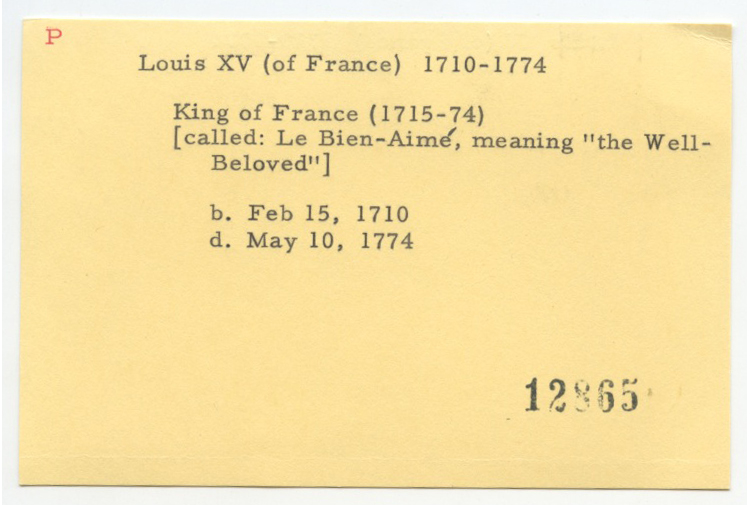 P
Louis XV (of France) 1710-1774
King of France (1715-74)
[called: Le Bien-Aimé, meaning "the Well-
Beloved"]
b. Feb 15, 1710
d. May 10, 1774
12865